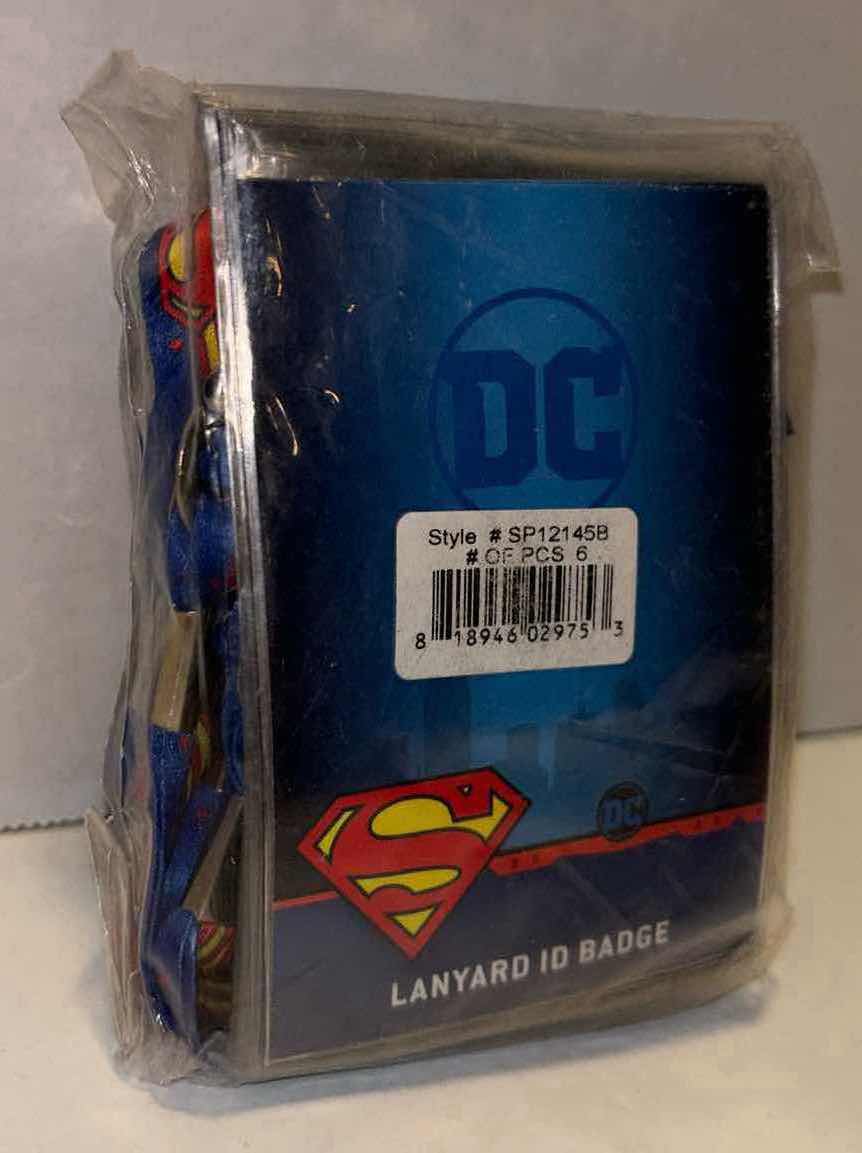 DC
Style # SP12145B
# OF PCS 6
8 18946 02975 3
DC
S
LANYARD ID BADGE